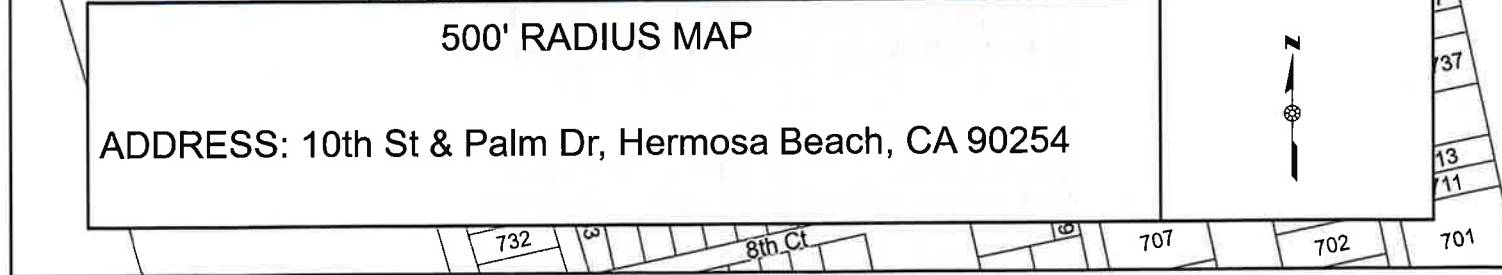 500' RADIUS MAP
N
737
ADDRESS: 10th St & Palm Dr, Hermosa Beach, CA 90254
13
711
732
8th Ct
707
702
701